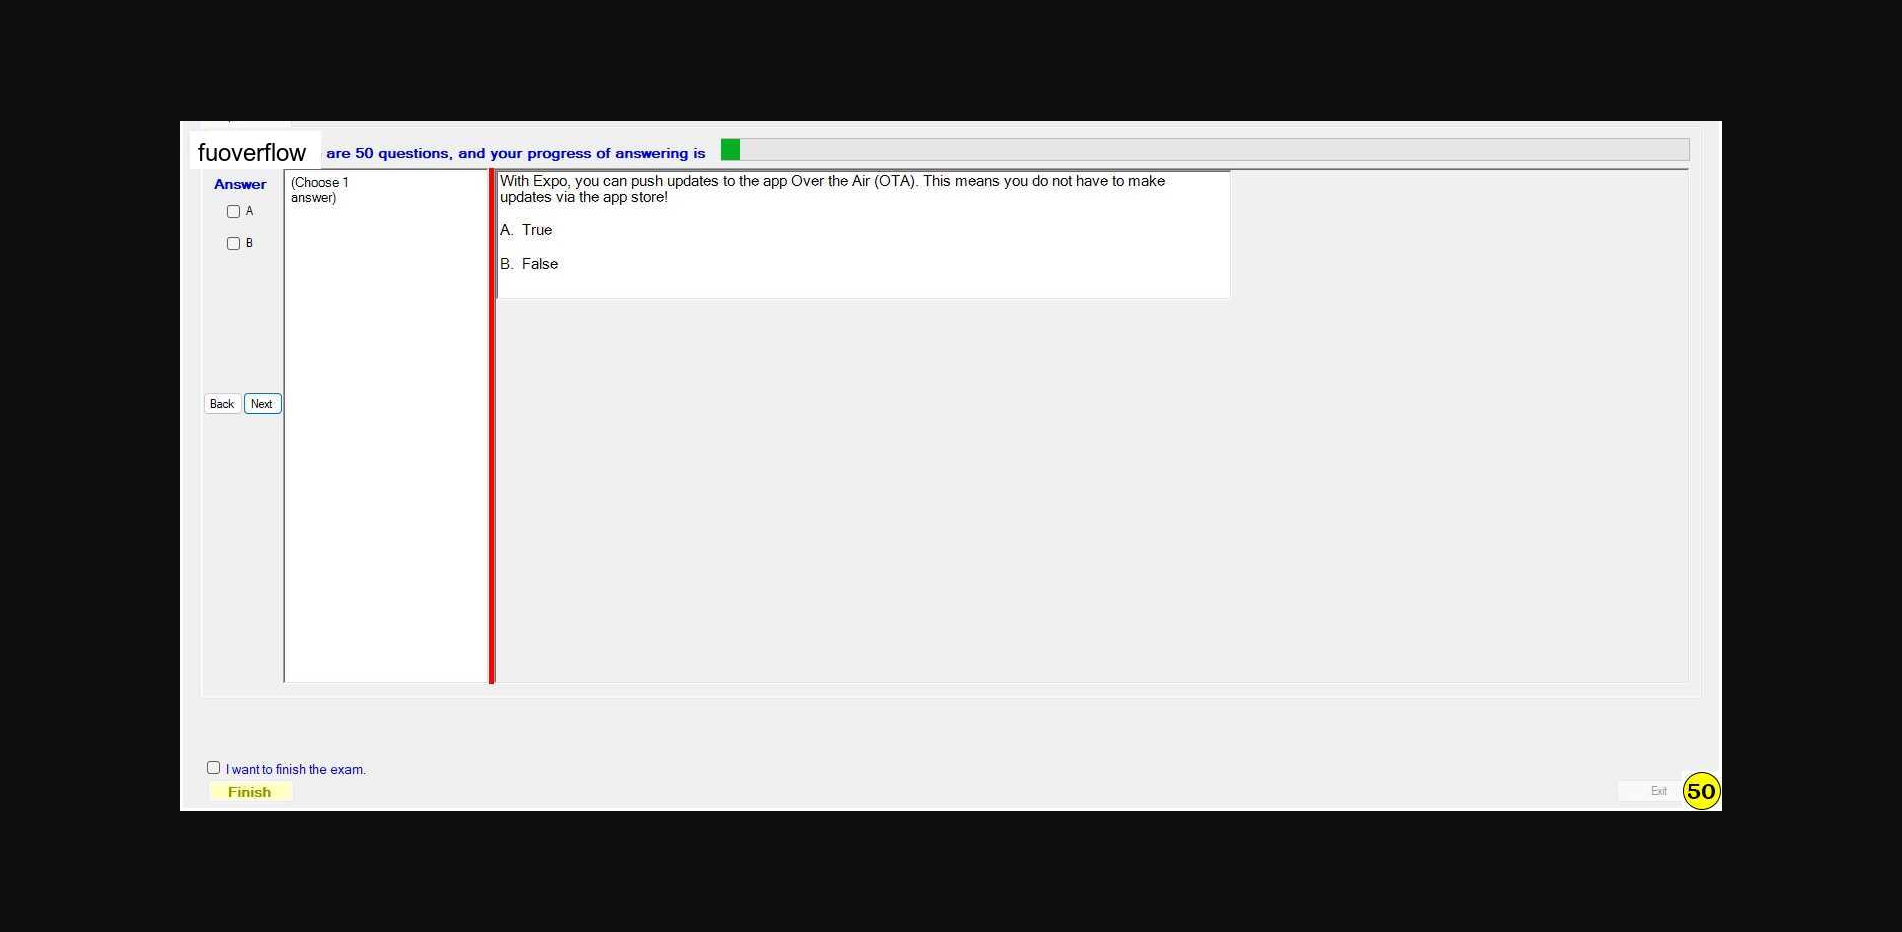 fuoverflow are 50 questions, and your progress of answering is
Answer
A
B
Back Next
(Choose 1
answer)
With Expo, you can push updates to the app Over the Air (OTA). This means you do not have to make
updates via the app store!
A. True
B. False
I want to finish the exam.
Finish
Exit
50